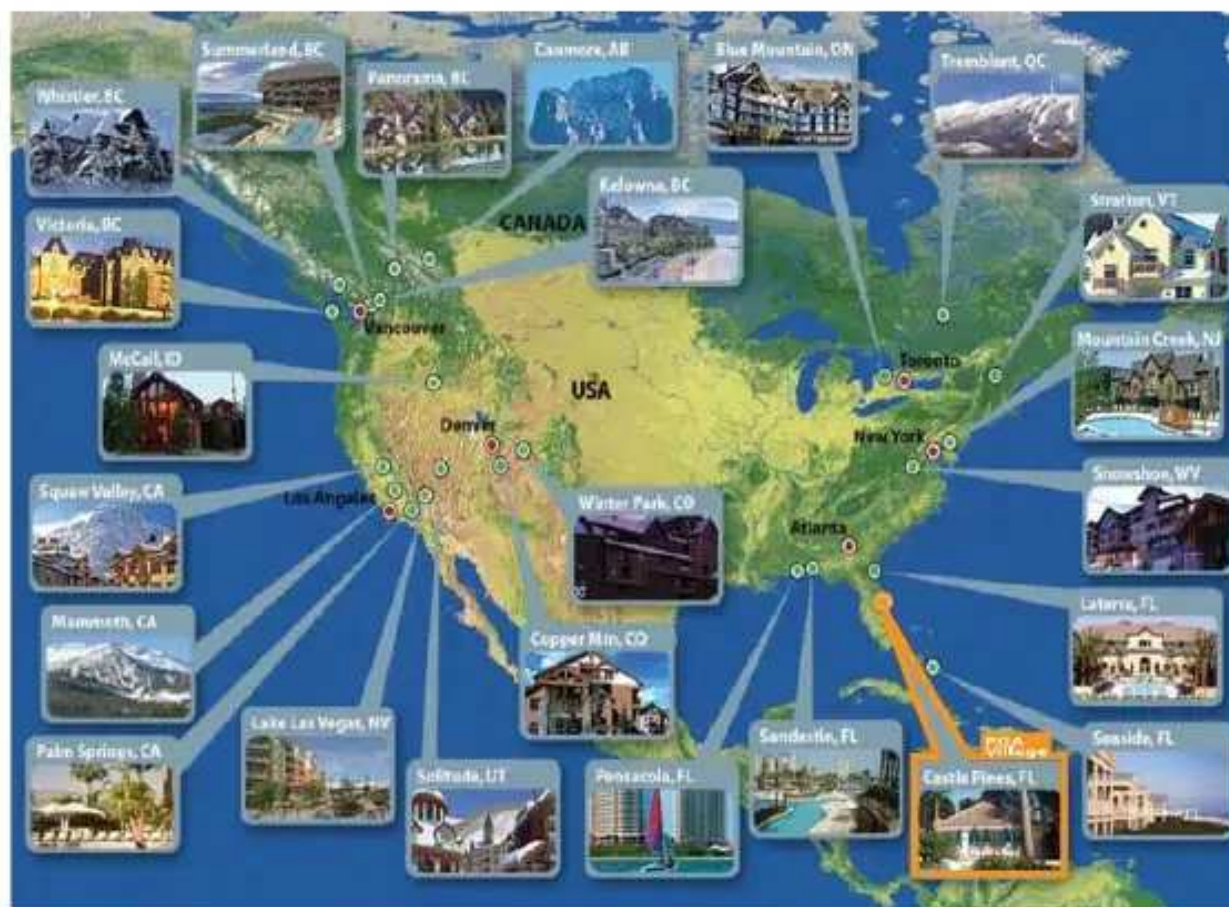 Summerland, BC
Canmore, AB
Blue Mountain, ON
Tremblant, QC
Panorama, BC
Whistler, BC
Kelowna, BC
Stratton, VT
Victoria, BC
CANADA
Vancouver
McCall, ID
Toronto
Mountain Creek, NJ
USA
Denver
New York
Squaw Valley, CA
Los Angeles
Winter Park, CO
Snowshoe, WV
Atlanta
Mammoth, CA
Copper Mtn, CO
Laterra, FL
Palm Springs, CA
Lake Las Vegas, NV
Solitude, UT
Pensacola, FL
Sandestin, FL
PGA
Village
Castle Pines, FL
Seaside, FL